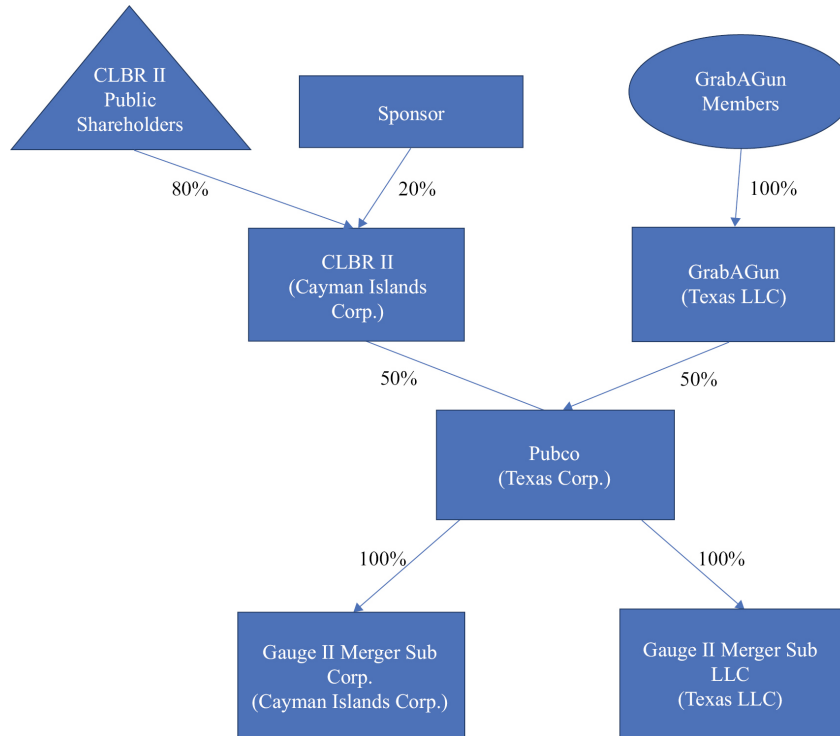 CLBR II
Public
Shareholders
Sponsor
GrabAGun
Members
80%
20%
100%
CLBR II
(Cayman Islands
Corp.)
GrabAGun
(Texas LLC)
50%
50%
Pubco
(Texas Corp.)
100%
100%
Gauge II Merger Sub
Corp.
(Cayman Islands Corp.)
Gauge II Merger Sub
LLC
(Texas LLC)